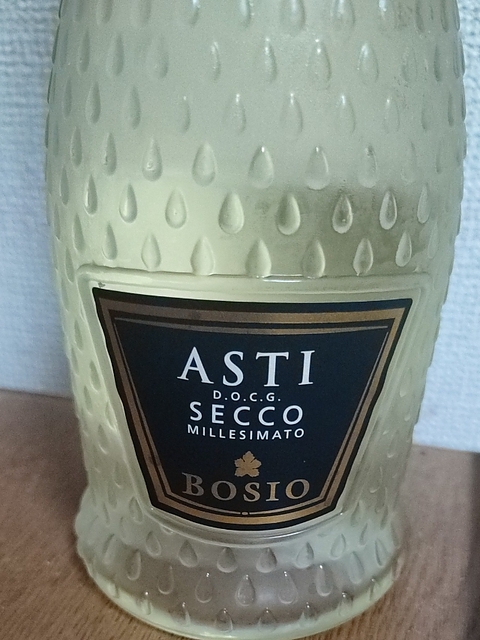 ASTI
D.O.C.G.
SECCO
MILLESIMATO
BOSIO